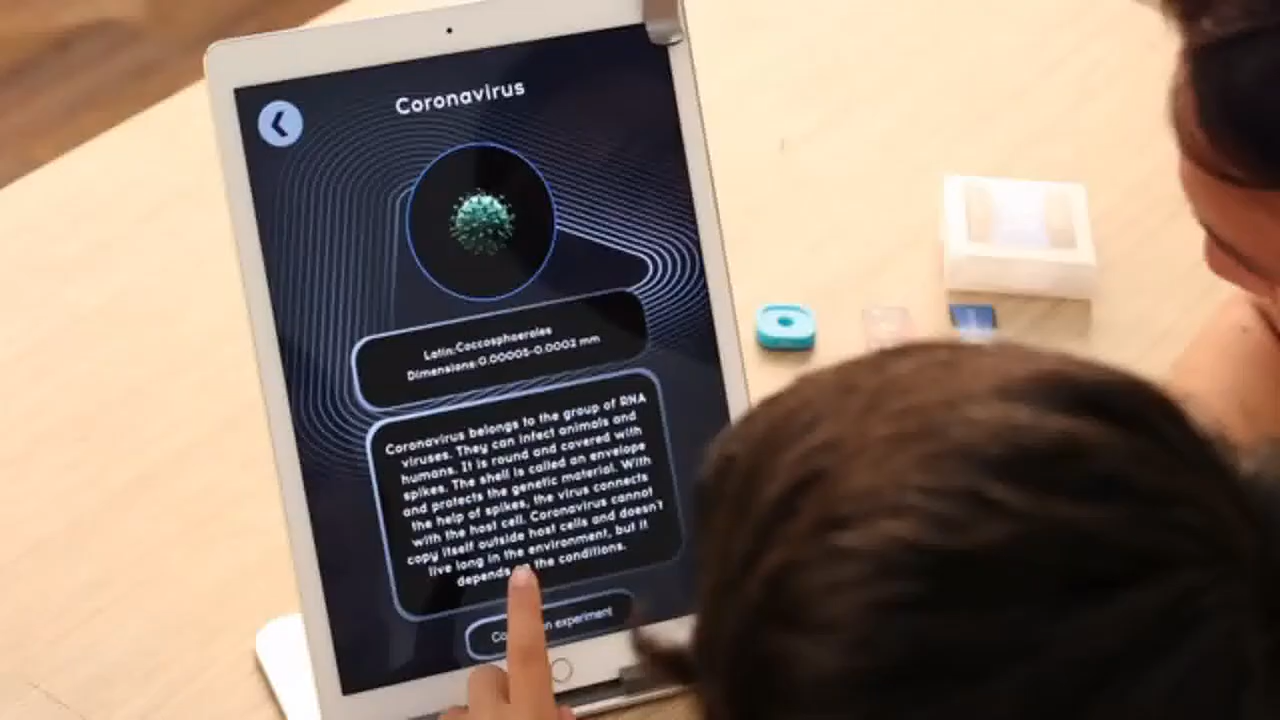 Coronavirus
Latin:Coccosphaerales
Dimensions:0.00005-0.0002 mm
Coronavirus belongs to the group of RNA
viruses. They can infect animals and
humans. It is round and covered with
spikes. The shell is called an envelope
and protects the genetic material. With
the help of spikes, the virus connects
with the host cell. Coronavirus cannot
copy itself outside host cells and doesn't
live long in the environment, but it
depends the conditions.
experiment